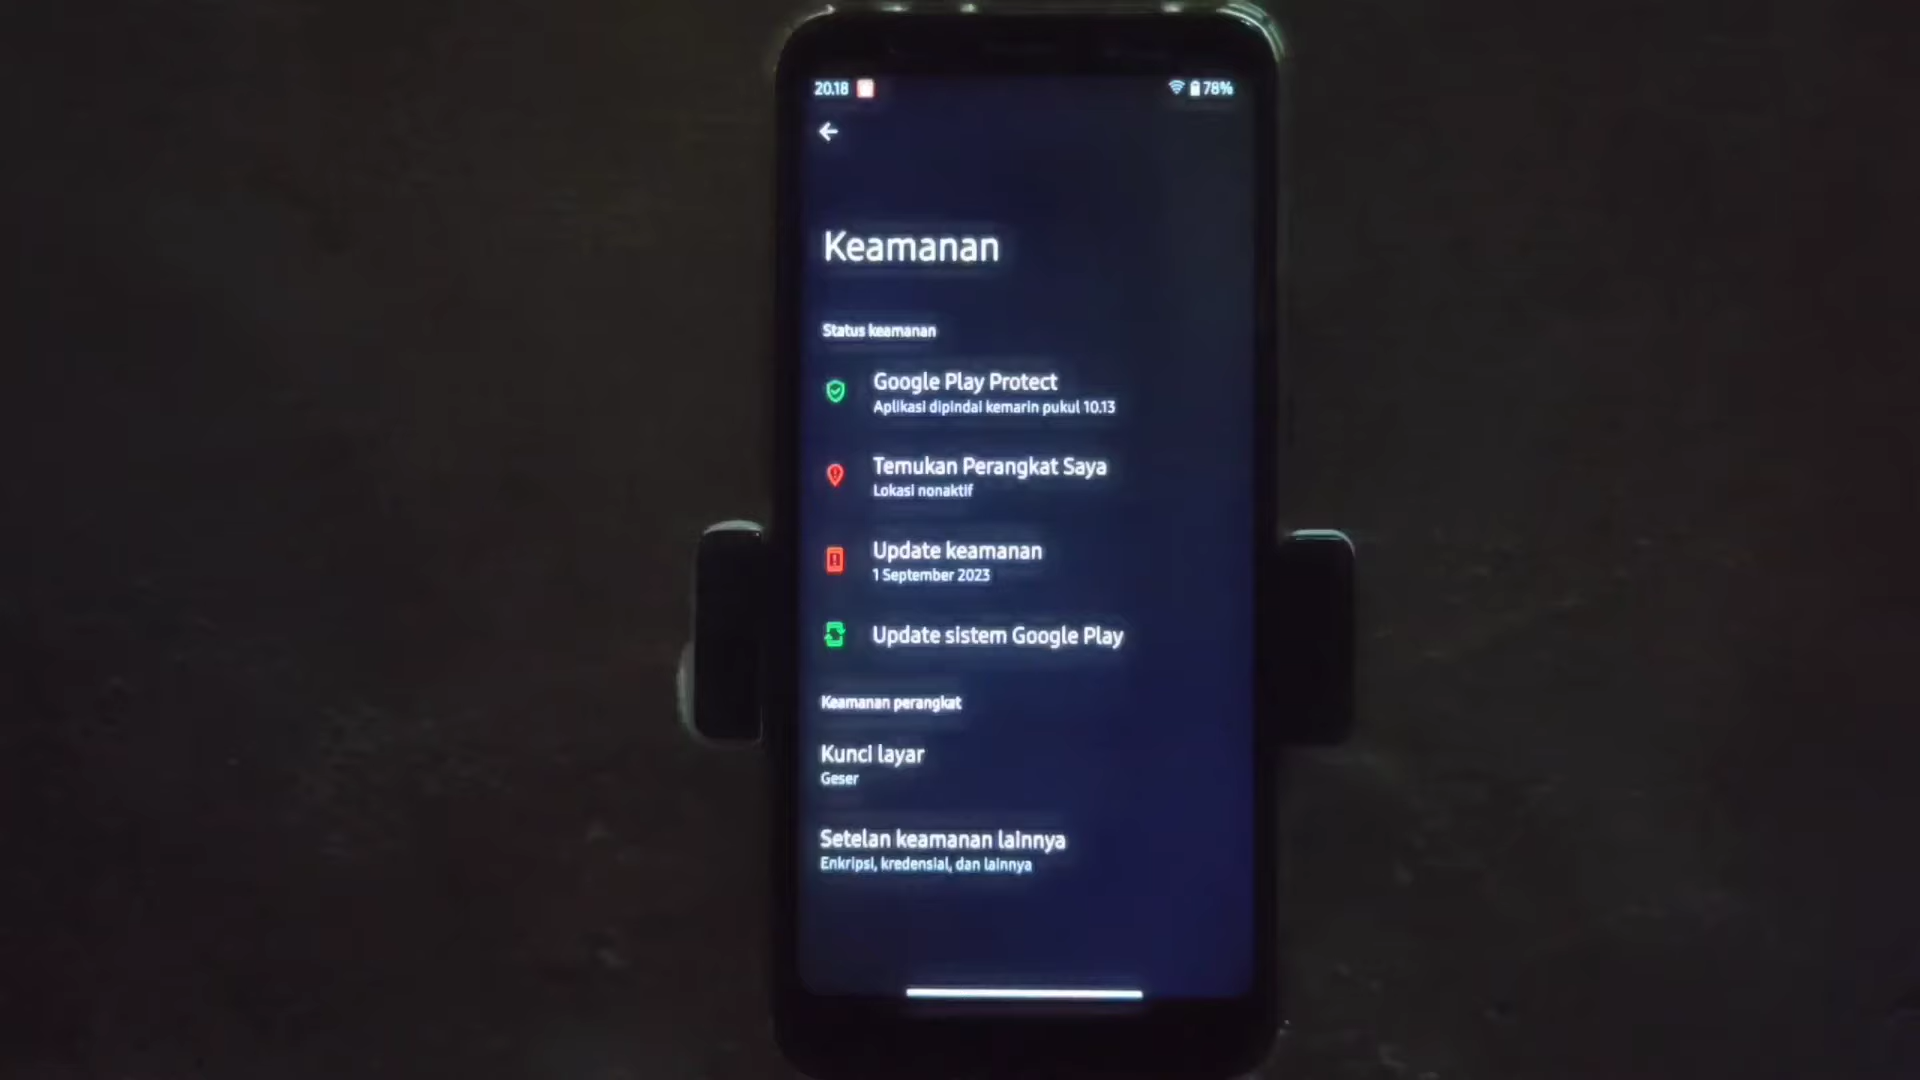 20.18
78%
Keamanan
Status keamanan
Google Play Protect
Aplikasi dipindai kemarin pukul 10.13
Temukan Perangkat Saya
Lokasi nonaktif
Update keamanan
1 September 2023
Update sistem Google Play
Keamanan perangkat
Kunci layar
Geser
Setelan keamanan lainnya
Enkripsi, kredensial, dan lainnya